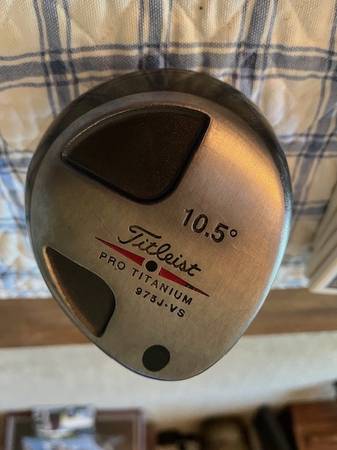 10.5°
Titleist
PRO TITANIUM
975J-VS